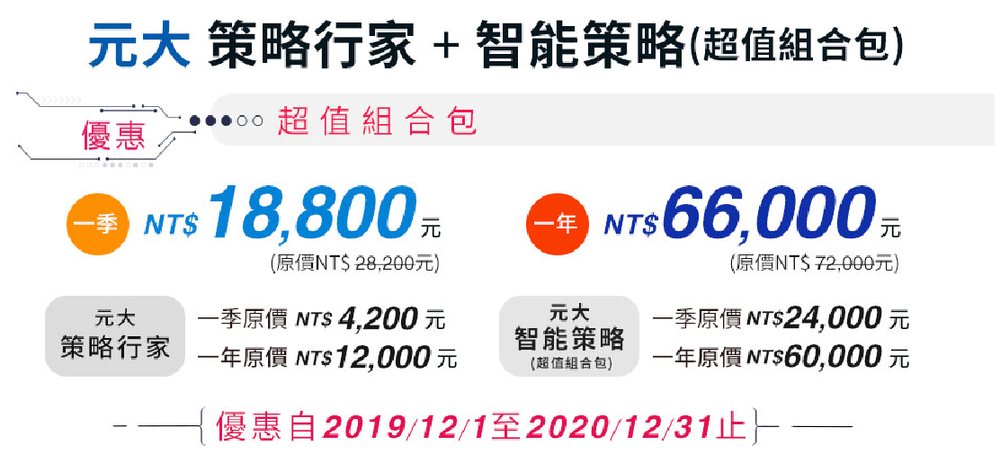 元大 策略行家 + 智能策略(超值組合包)
優惠 超值組合包
一季 NT$ 18,800 元
(原價NT$ 28,200元)
一年 NT$ 66,000 元
(原價NT$ 72,000元)
元大
策略行家
一季原價 NT$ 4,200 元
一年原價 NT$ 12,000 元
元大
智能策略
(超值組合包)
一季原價 NT$ 24,000 元
一年原價 NT$ 60,000 元
優惠自2019/12/1至2020/12/31止